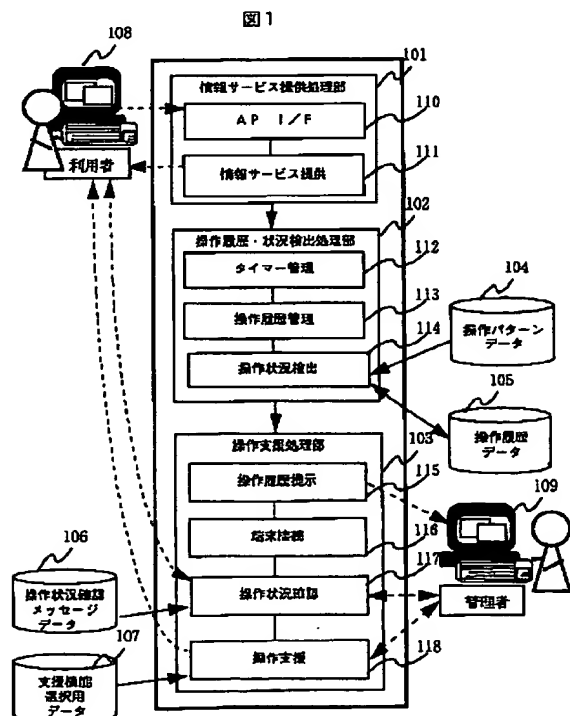 図1
108
101
情報サービス提供処理部
AP I/F
110
111
情報サービス提供
利用者
102
操作履歴・状況検出処理部
112
タイマー管理
113
操作履歴管理
114
操作状況検出
104
操作パターン
データ
105
操作履歴
データ
操作支援処理部
103
115
操作履歴提示
109
端末接続
116
106
操作状況確認
メッセージ
データ
117
操作状況確認
管理者
107
支援機能
選択用
データ
操作支援
118